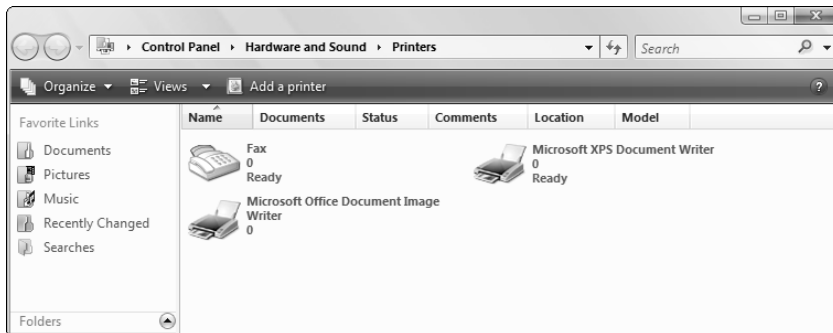 Control Panel Hardware and Sound Printers Search
Organize Views Add a printer ?
Favorite Links
Documents
Pictures
Music
Recently Changed
Searches
Folders
Name Documents Status Comments Location Model
Fax
0
Ready
Microsoft XPS Document Writer
0
Ready
Microsoft Office Document Image
Writer
0